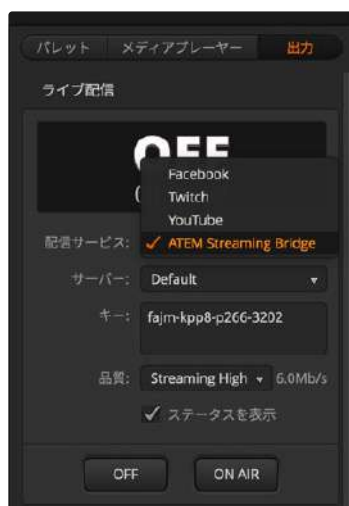 パレット メディアプレーヤー 出力
ライブ配信
OFF
Facebook
Twitch
YouTube
配信サービス: ✓ ATEM Streaming Bridge
サーバー: Default
キー: fajm-kpp8-p266-3202
品質: Streaming High 6.0Mb/s
✓ ステータスを表示
OFF ON AIR